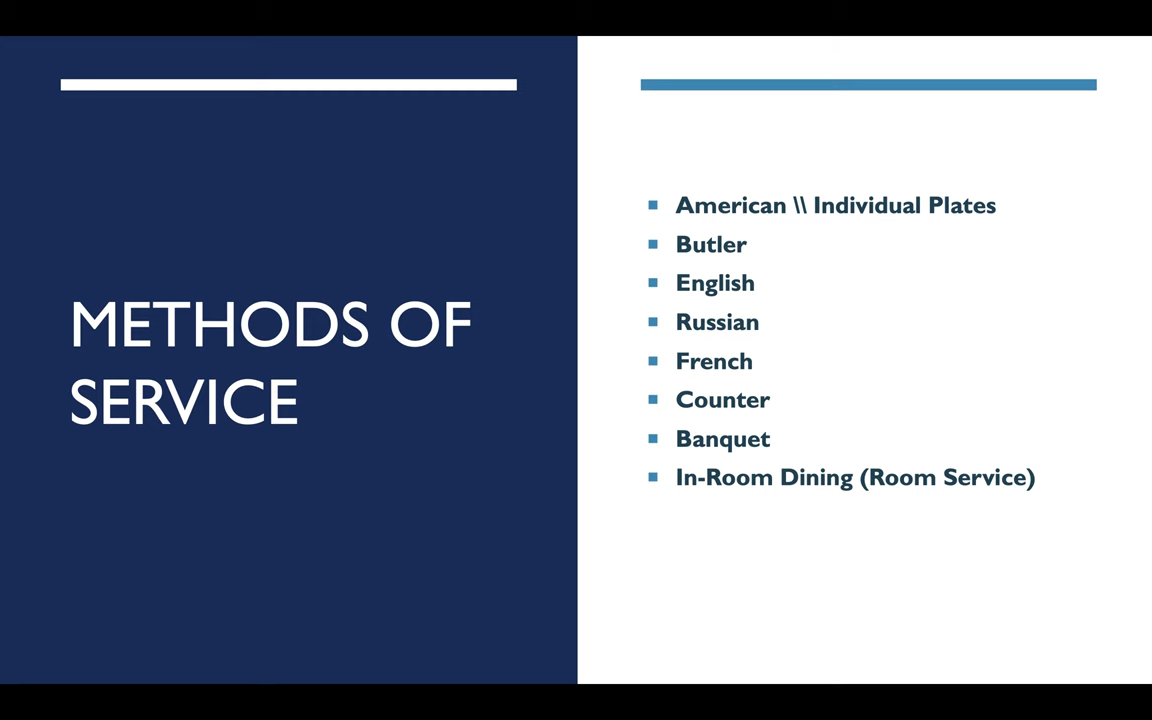 METHODS OF
SERVICE
American \\ Individual Plates
Butler
English
Russian
French
Counter
Banquet
In-Room Dining (Room Service)